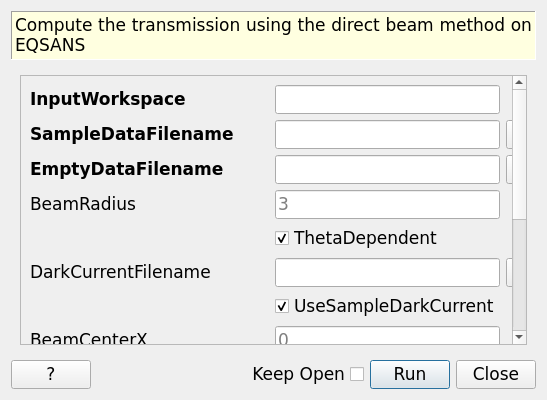 Compute the transmission using the direct beam method on
EQSANS
InputWorkspace
SampleDataFilename
EmptyDataFilename
BeamRadius 3
ThetaDependent
DarkCurrentFilename
UseSampleDarkCurrent
BeamCenterX 0
? Keep Open Run Close